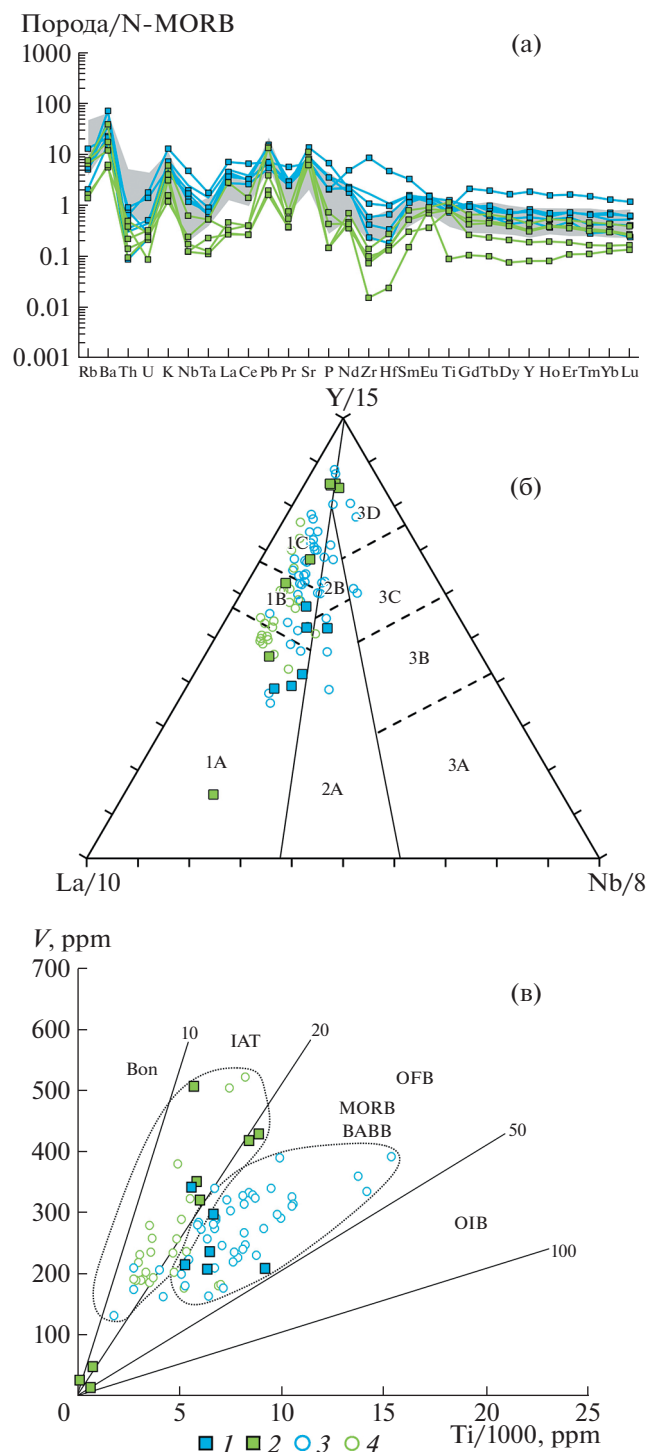 Порода/N-MORB
(а)
1000
100
10
1
0.1
0.01
0.001
Rb Ba Th U K Nb Ta La Ce Pb Pr Sr P Nd Zr Hf Sm Eu Ti Gd Tb Dy Y Ho Er Tm Yb Lu
Y/15
(б)
3D
1C
2B
1B
3C
3B
1A
2A
3A
La/10
Nb/8
V, ppm
(в)
700
600
500
400
300
200
100
0
10
IAT
20
Bon
OFB
MORB
BABB
50
OIB
100
5
10
15
20
25
Ti/1000, ppm
1 2 3 4